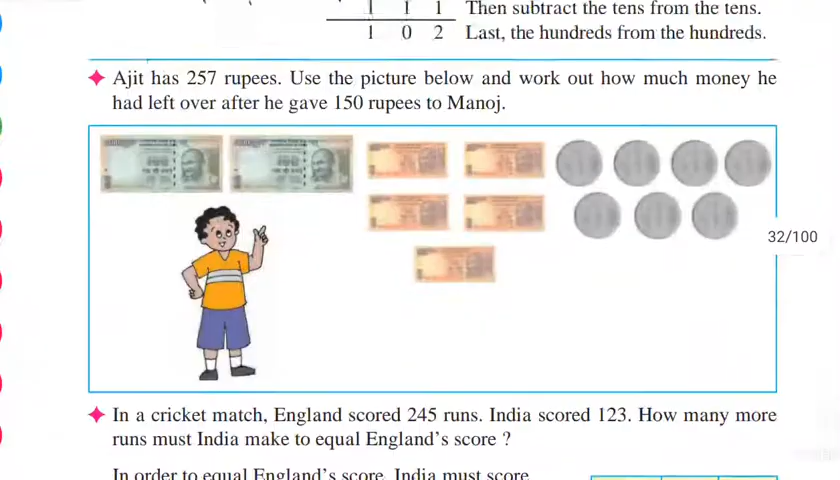 1 1 1 Then subtract the tens from the tens.
1 0 2 Last, the hundreds from the hundreds.
Ajit has 257 rupees. Use the picture below and work out how much money he
had left over after he gave 150 rupees to Manoj.
32/100
In a cricket match, England scored 245 runs. India scored 123. How many more
runs must India make to equal England's score ?
In order to equal England's score, India must score